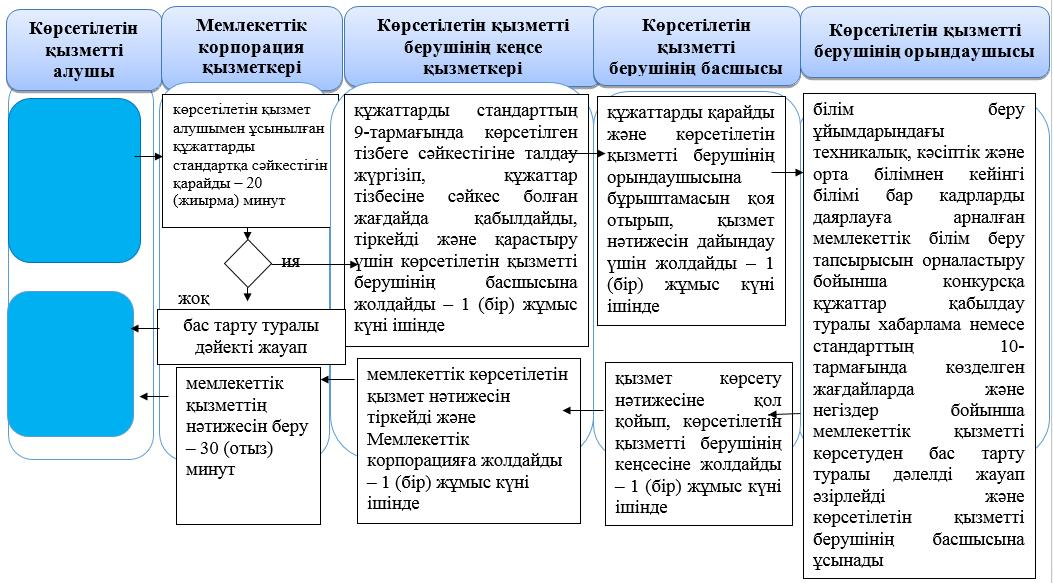 Көрсетілетін
қызметті
алушы
Мемлекеттік
корпорация
қызметкері
Көрсетілетін қызметті
берушінің кеңсе
қызметкері
Көрсетілетін
қызметті
берушінің басшысы
Көрсетілетін қызметті
берушінің орындаушысы
көрсетілетін қызмет
алушымен ұсынылған
құжаттарды
стандартқа сәйкестігін
қарайды – 20
(жиырма) минут
ия
жоқ
бас тарту туралы
дәйекті жауап
мемлекеттік
қызметтің
нәтижесін беру
– 30 (отыз)
минут
құжаттарды стандарттың
9-тармағында көрсетілген
тізбеге сәйкестігіне талдау
жүргізіп, құжаттар
тізбесіне сәйкес болған
жағдайда қабылдайды,
тіркейді және қарастыру
үшін көрсетілетін қызметті
берушінің басшысына
жолдайды – 1 (бір) жұмыс
күні ішінде
мемлекеттік көрсетілетін
қызмет нәтижесін
тіркейді және
Мемлекеттік
корпорацияға жолдайды
– 1 (бір) жұмыс күні
ішінде
құжаттарды қарайды
және көрсетілетін
қызметті берушінің
орындаушысына
бұрыштамасын қоя
отырып, қызмет
нәтижесін дайындау
үшін жолдайды – 1
(бір) жұмыс күні
ішінде
қызмет көрсету
нәтижесіне қол
қойып, көрсетілетін
қызметті берушінің
кеңсесіне жолдайды
– 1 (бір) жұмыс күні
ішінде
білім беру
ұйымдарындағы
техникалық, кәсіптік және
орта білімнен кейінгі
білімі бар кадрларды
даярлауға арналған
мемлекеттік білім беру
тапсырысын орналастыру
бойынша конкурсқа
құжаттар қабылдау
туралы хабарлама немесе
стандарттың 10-
тармағында көзделген
жағдайларда және
негіздер бойынша
мемлекеттік қызметті
көрсетуден бас тарту
туралы дәлелді жауап
әзірлейді және
көрсетілетін қызметті
берушінің басшысына
ұсынады